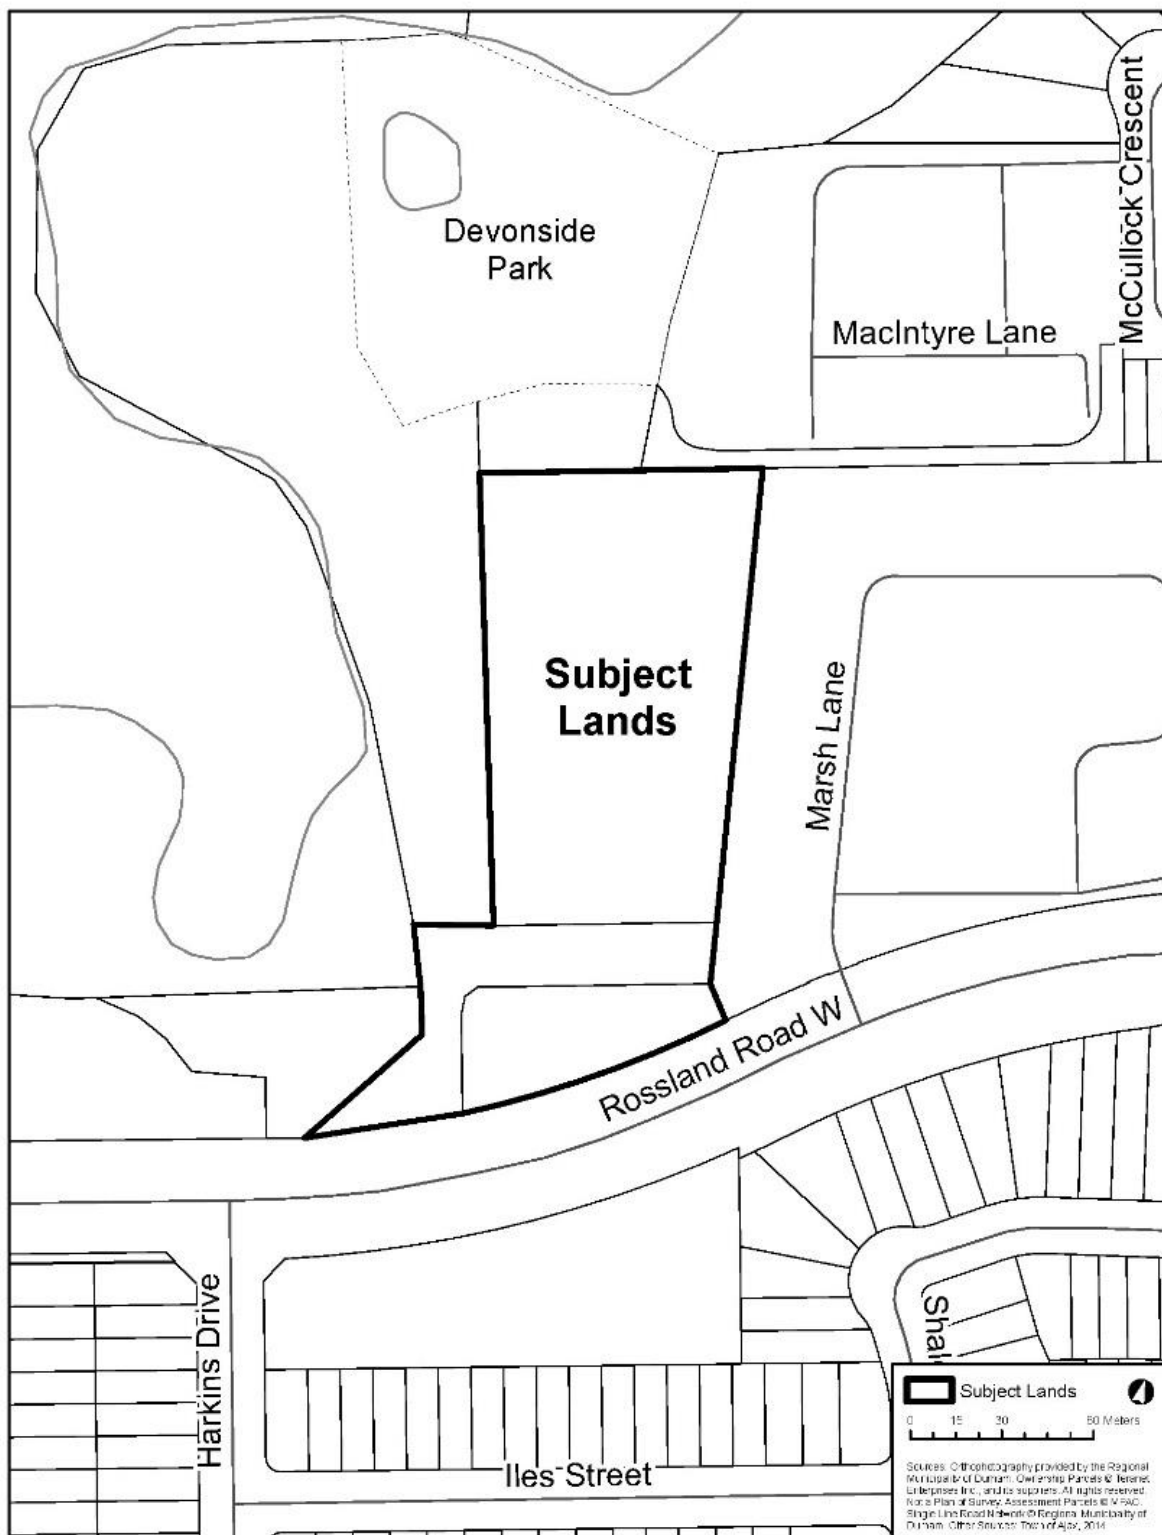 McCullock Crescent
Devonside
Park
MacIntyre Lane
Subject
Lands
Marsh Lane
Rossland Road W
Harkins Drive
Iles Street
Subject Lands
0 15 30 60 Meters
Sources: Orthophotography provided by the Regional
Municipality of Durham. Ownership Parcels © Teranet
Enterprises Inc., and its suppliers. All rights reserved.
Not a Plan of Survey. Assessment Parcels © MPAC.
Single Line Road Network © Regional Municipality of
Durham. Other Sources: Town of Ajax, 2014